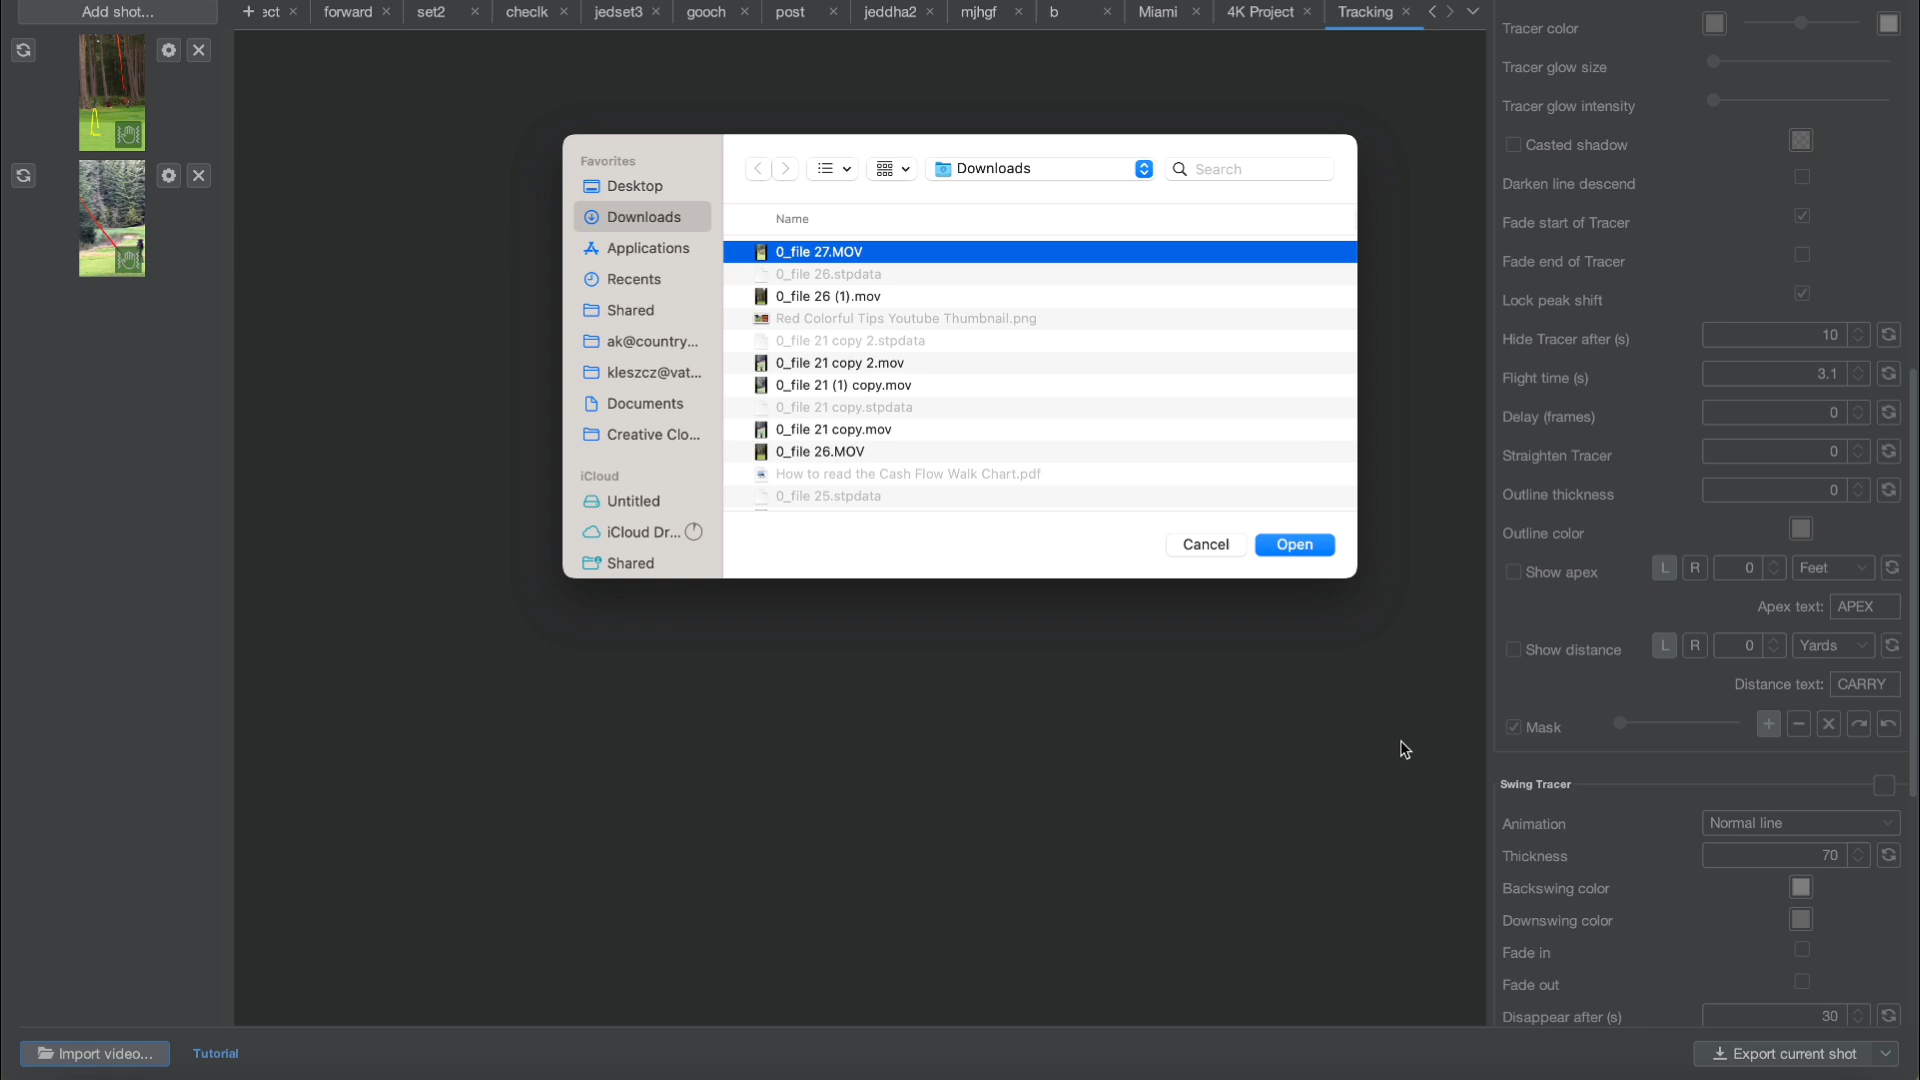 Add shot...
ect
forward
set2
checlk
jedset3
gooch
post
jeddha2
mjhgf
b
Miami
4K Project
Tracking
Favorites
Desktop
Downloads
Applications
Recents
Shared
ak@country...
kleszcz@vat...
Documents
Creative Clo...
iCloud
Untitled
iCloud Dr...
Shared
Downloads
Search
Name
0_file 27.MOV
0_file 26.stpdata
0_file 26 (1).mov
Red Colorful Tips Youtube Thumbnail.png
0_file 21 copy 2.stpdata
0_file 21 copy 2.mov
0_file 21 (1) copy.mov
0_file 21 copy.stpdata
0_file 21 copy.mov
0_file 26.MOV
How to read the Cash Flow Walk Chart.pdf
0_file 25.stpdata
Cancel
Open
Tracer color
Tracer glow size
Tracer glow intensity
Casted shadow
Darken line descend
Fade start of Tracer
Fade end of Tracer
Lock peak shift
Hide Tracer after (s) 10
Flight time (s) 3.1
Delay (frames) 0
Straighten Tracer 0
Outline thickness 0
Outline color
Show apex L R 0 Feet
Apex text: APEX
Show distance L R 0 Yards
Distance text: CARRY
Mask
Swing Tracer
Animation Normal line
Thickness 70
Backswing color
Downswing color
Fade in
Fade out
Disappear after (s) 30
Import video...
Tutorial
Export current shot